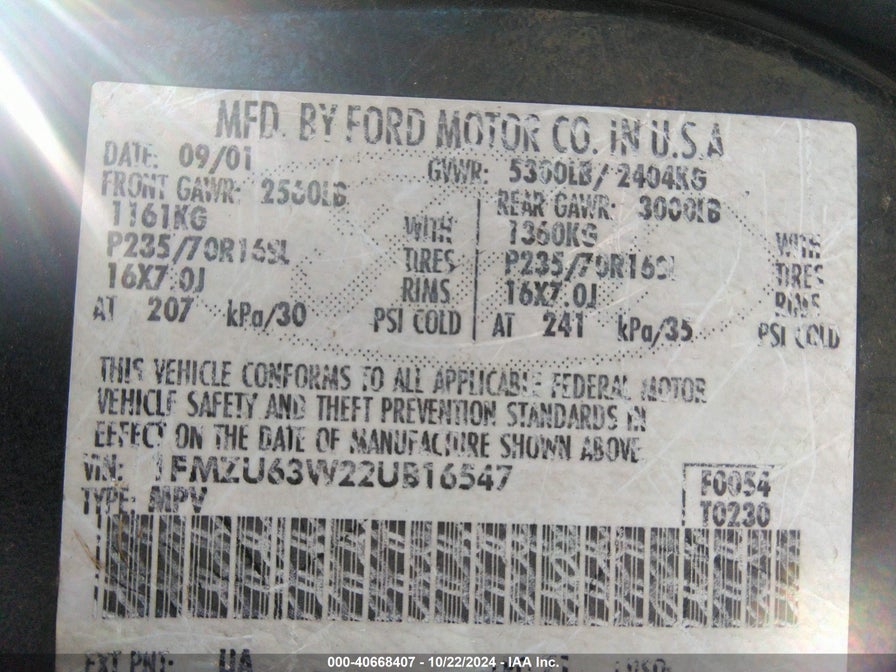 MFD. BY FORD MOTOR CO. IN U.S.A
DATE: 09/01 GVWR: 5300LB/ 2404KG
FRONT GAWR: 2560LB REAR GAWR: 3000LB
1161KG WITH 1360KG WITH
P235/70R16SL TIRES P235/70R16SL TIRES
16X7.0J RIMS 16X7.0J RIMS
AT 207 kPa/30 PSI COLD AT 241 kPa/35 PSI COLD
THIS VEHICLE CONFORMS TO ALL APPLICABLE FEDERAL MOTOR
VEHICLE SAFETY AND THEFT PREVENTION STANDARDS IN
EFFECT ON THE DATE OF MANUFACTURE SHOWN ABOVE.
VIN: 1FMZU63W22UB16547 F0054
TYPE: MPV T0230
EXT PNT: UA
000-40668407 - 10/22/2024 - IAA Inc.